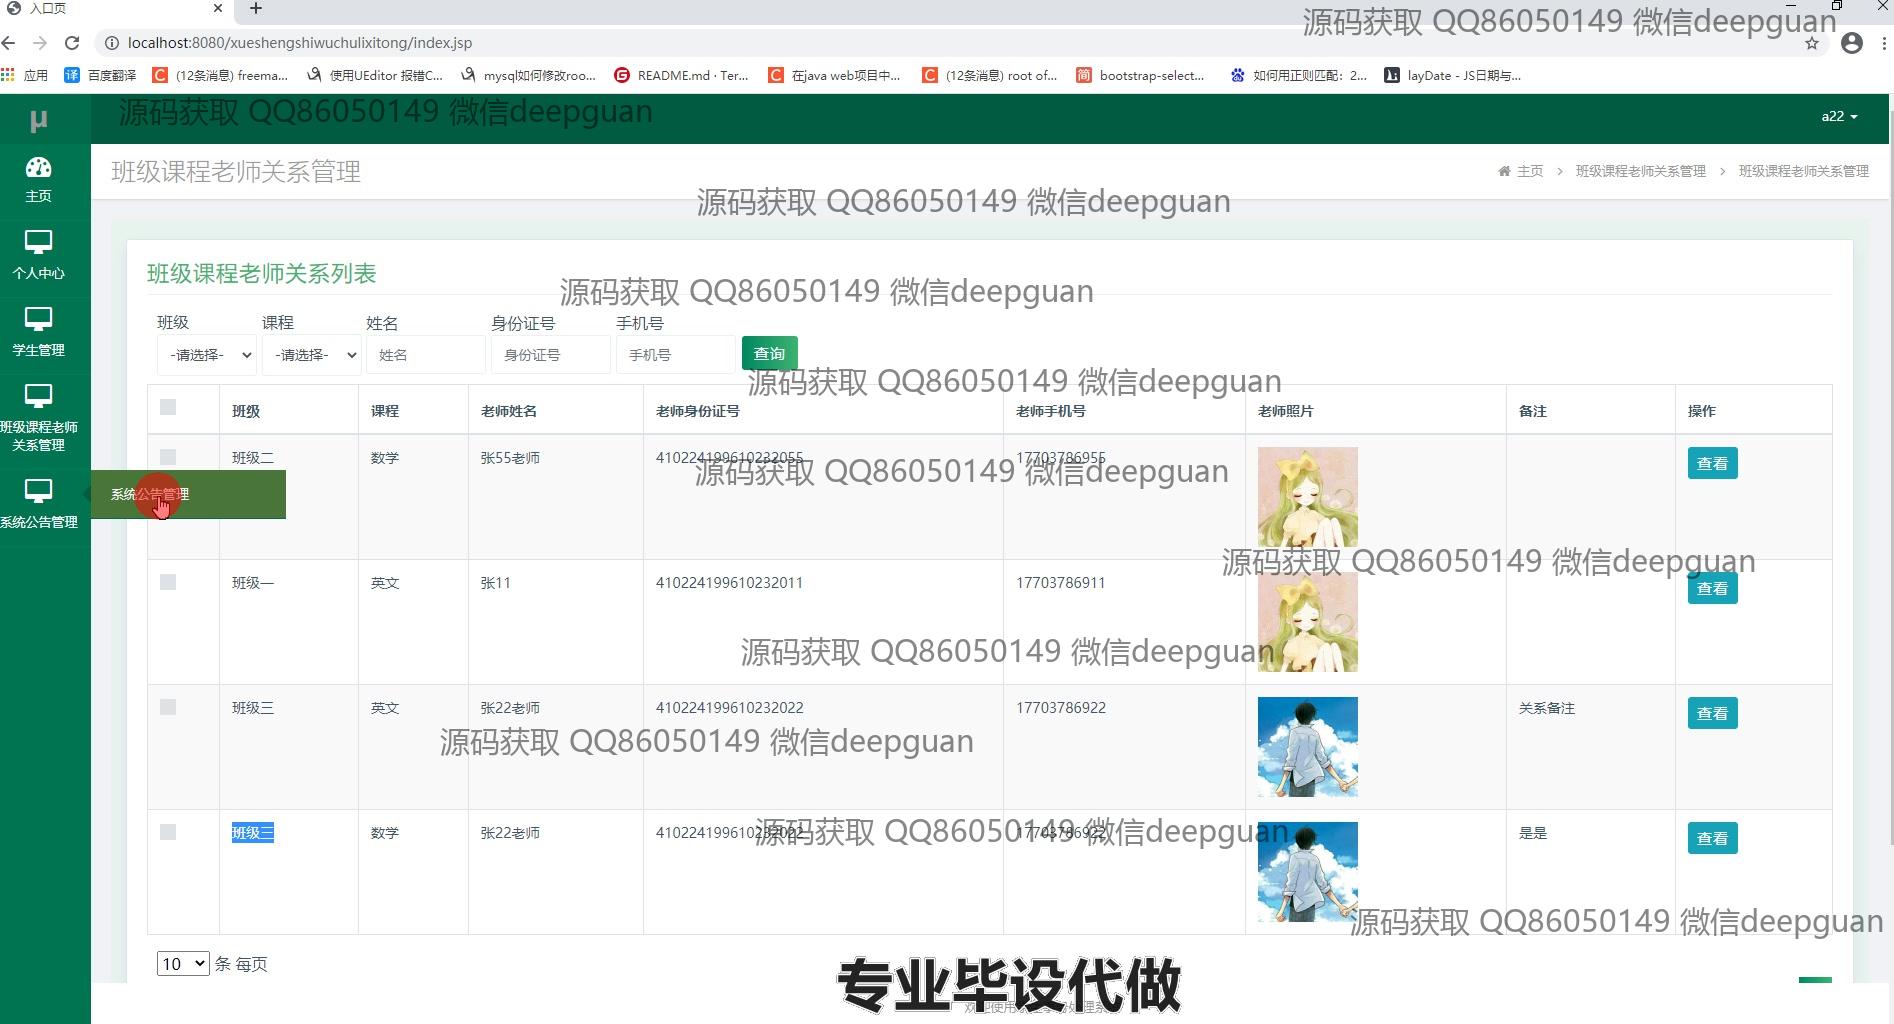 入口页
源码获取 QQ86050149 微信deepguan
localhost:8080/xueshengshiwuchulixitong/index.jsp
应用
百度翻译
(12条消息) freema...
使用UEditor 报错C...
mysql如何修改roo...
README.md · Ter...
在java web项目中...
(12条消息) root of...
bootstrap-select...
如何用正则匹配：2...
layDate - JS日期与...
μ
源码获取 QQ86050149 微信deepguan
a22
班级课程老师关系管理
主页 > 班级课程老师关系管理 > 班级课程老师关系管理
源码获取 QQ86050149 微信deepguan
主页
个人中心
学生管理
班级课程老师
关系管理
系统公告管理
系统公告管理
班级课程老师关系列表
源码获取 QQ86050149 微信deepguan
班级 课程 姓名 身份证号 手机号
-请选择- -请选择- 姓名 身份证号 手机号 查询
源码获取 QQ86050149 微信deepguan
班级 课程 老师姓名 老师身份证号 老师手机号 老师照片 备注 操作
班级二 数学 张55老师 410224199610232055 17703786955 查看
源码获取 QQ86050149 微信deepguan
源码获取 QQ86050149 微信deepguan
班级一 英文 张11 410224199610232011 17703786911 查看
源码获取 QQ86050149 微信deepguan
班级三 英文 张22老师 410224199610232022 17703786922 关系备注 查看
源码获取 QQ86050149 微信deepguan
班级三 数学 张22老师 410224199610232022 17703786922 是是 查看
源码获取 QQ86050149 微信deepguan
源码获取 QQ86050149 微信deepguan
10 条 每页
专业毕设代做